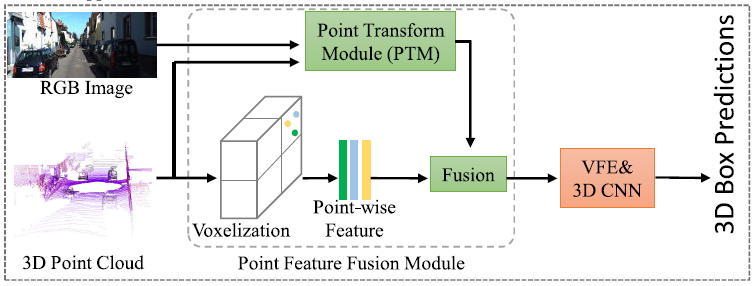 RGB Image
3D Point Cloud
Point Transform
Module (PTM)
Voxelization
Point-wise
Feature
Fusion
Point Feature Fusion Module
VFE&
3D CNN
3D Box Predictions